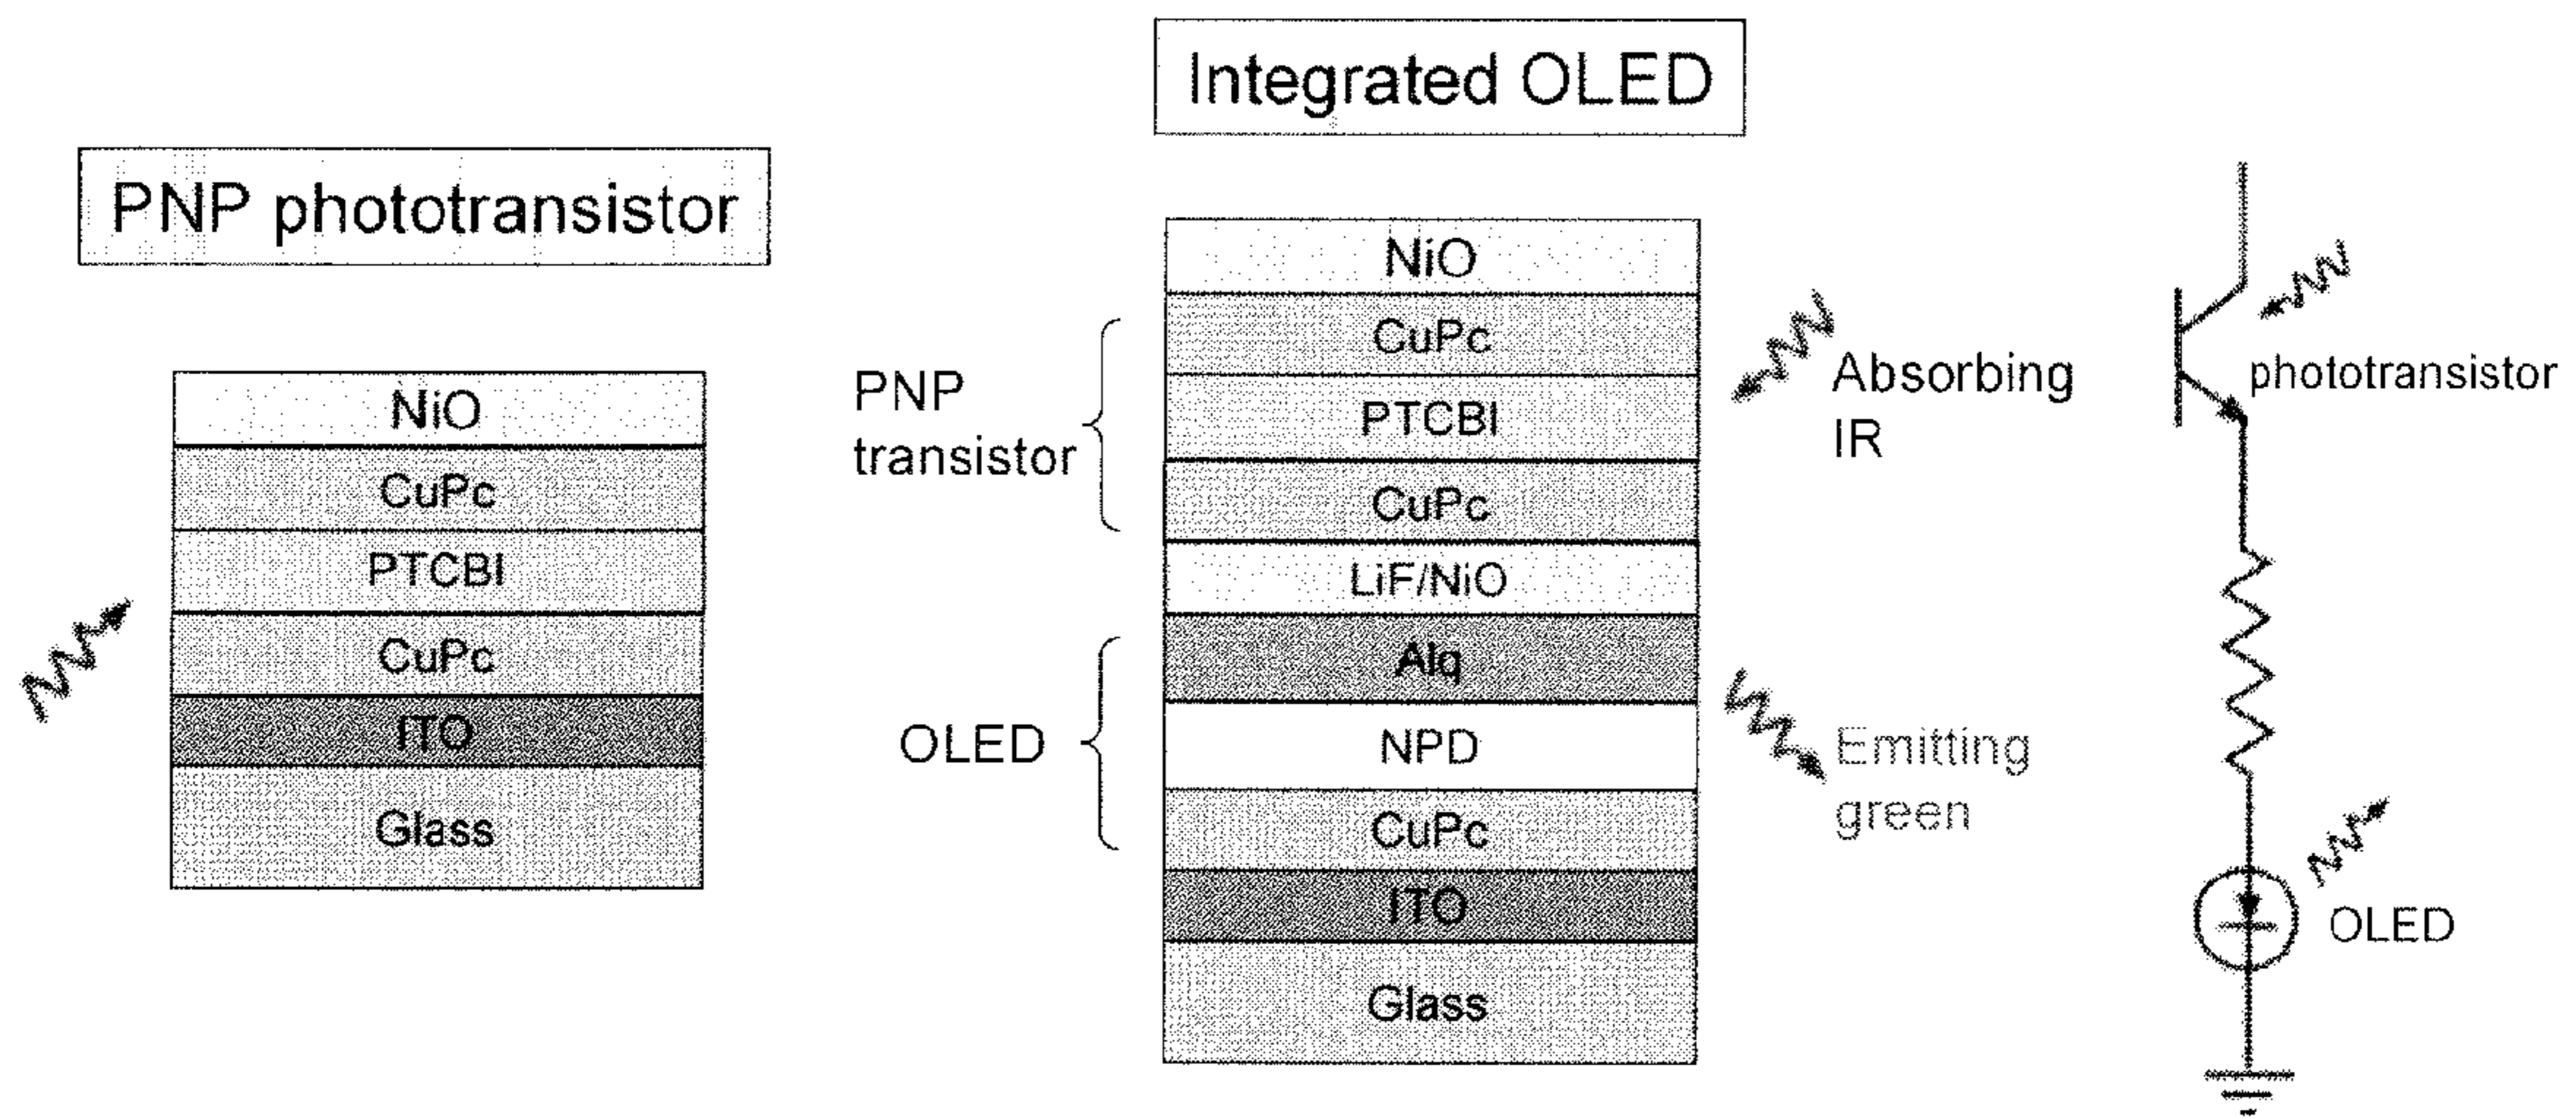 PNP phototransistor
NiO
CuPc
PTCBI
CuPc
ITO
Glass
Integrated OLED
PNP
transistor
OLED
NiO
CuPc
PTCBI
CuPc
LiF/NiO
Alq
NPD
CuPc
ITO
Glass
Absorbing
IR
Emitting
green
phototransistor
OLED